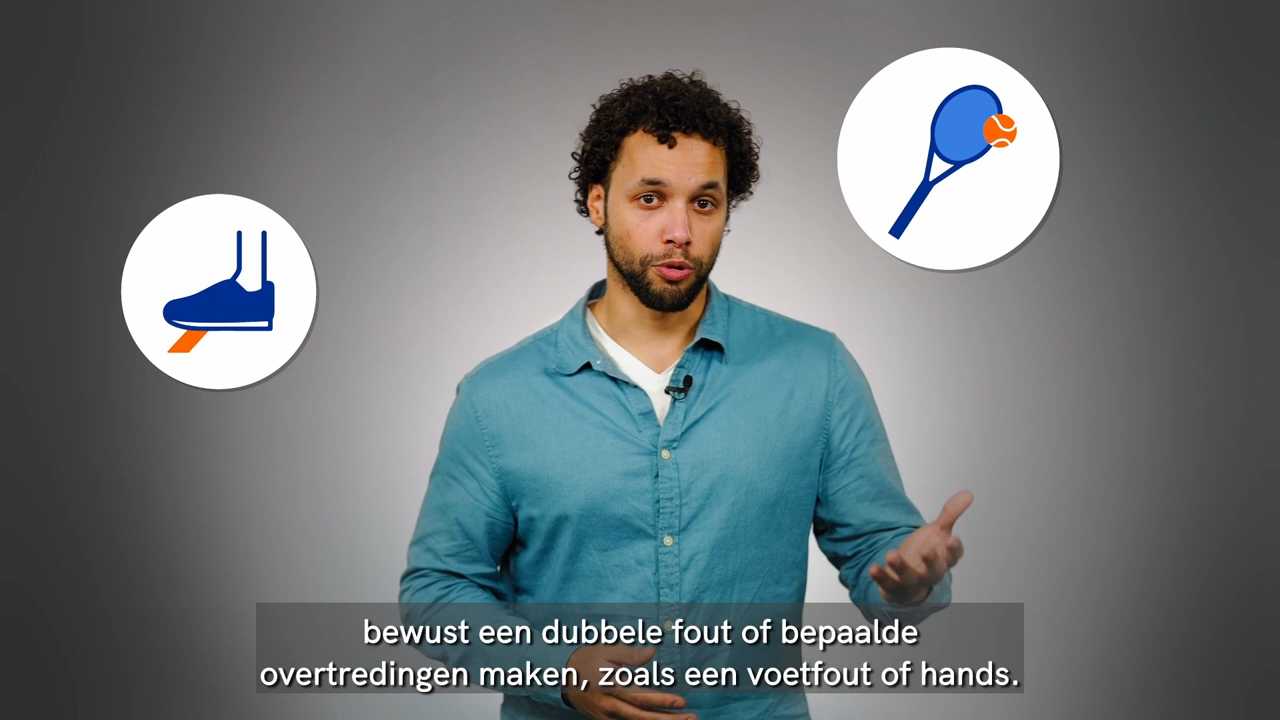 bewust een dubbele fout of bepaalde
overtredingen maken, zoals een voetfout of hands.